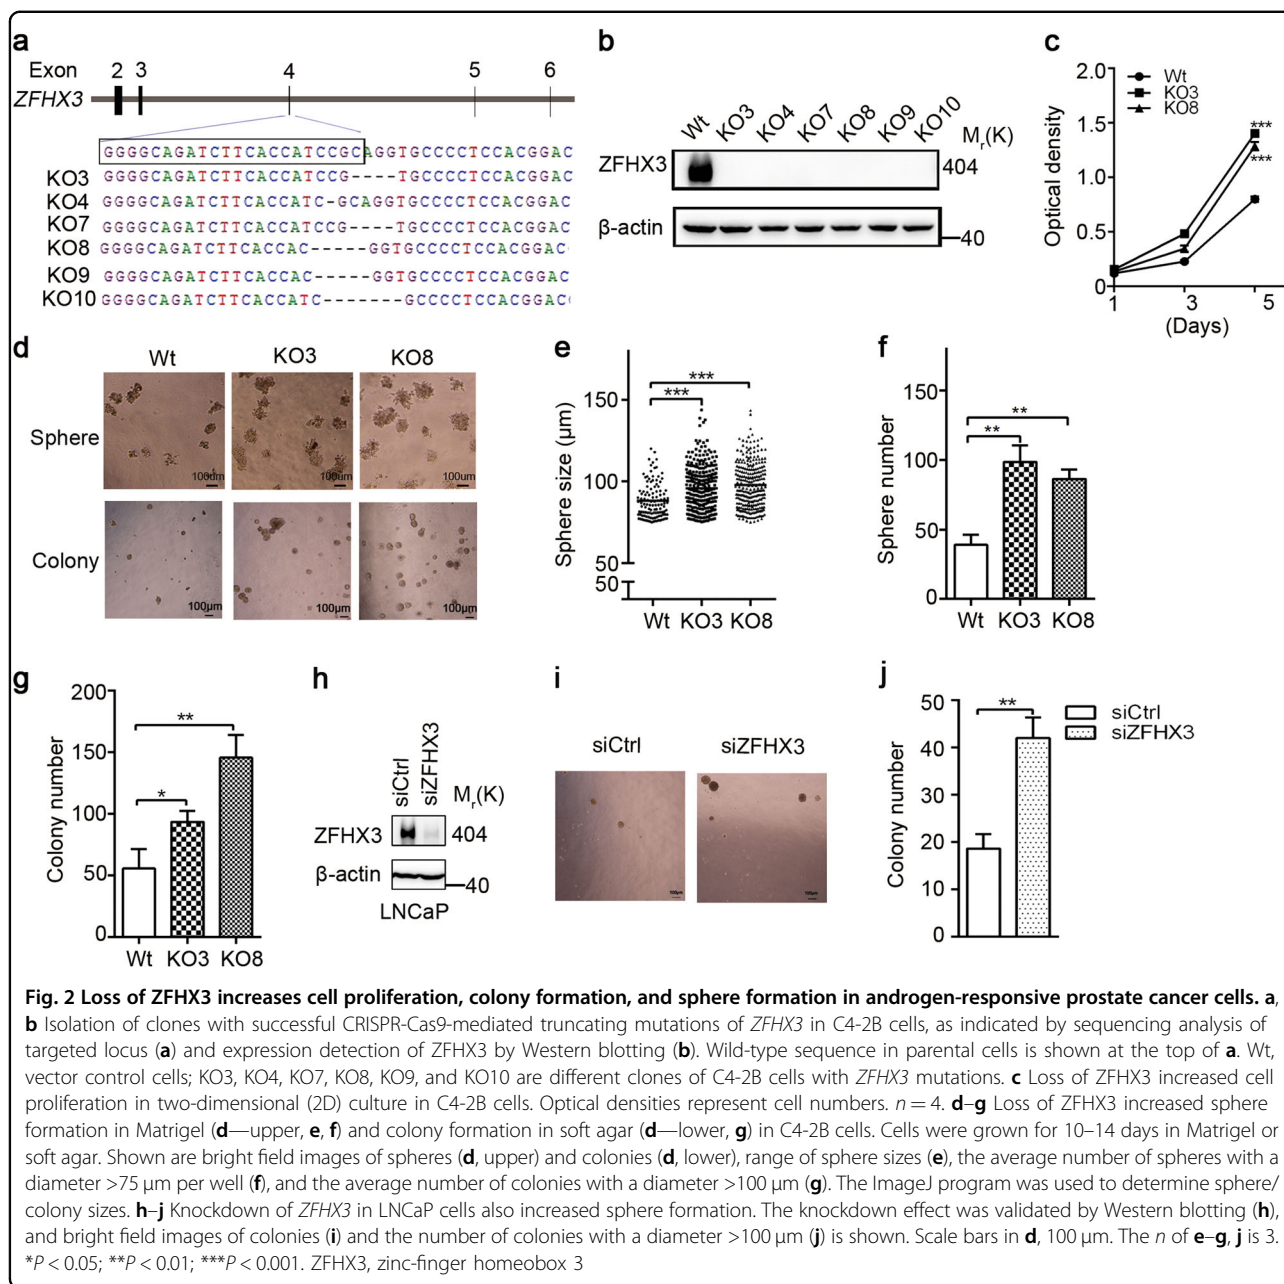 a
Exon 2 3 4 5 6
ZFHX3
GGGGCAGATCTTCACCATCCGCAGGTGCCCCTCCACGGAC
KO3 GGGGCAGATCTTCACCATCCG----TGCCCCTCCACGGAC
KO4 GGGGCAGATCTTCACCATC-GCAGGTGCCCCTCCACGGAC
KO7 GGGGCAGATCTTCACCATCCG----TGCCCCTCCACGGAC
KO8 GGGGCAGATCTTCACCAC-----GGTGCCCCTCCACGGAC
KO9 GGGGCAGATCTTCACCAC-----GGTGCCCCTCCACGGAC
KO10 GGGGCAGATCTTCACCATC-------GCCCCTCCACGGAC
b
Wt KO3 KO4 KO7 KO8 KO9 KO10 Mr(K)
ZFHX3 404
β-actin 40
c
Optical density
2.0
1.5
1.0
0.5
0
Wt
KO3
KO8
***
***
1 3 5
(Days)
d
Wt KO3 KO8
Sphere
100μm 100μm 100μm
Colony
100μm 100μm 100μm
e
Sphere size (μm)
150
100
50
50
***
***
Wt KO3 KO8
f
Sphere number
150
100
50
0
**
**
Wt KO3 KO8
g
Colony number
200
150
100
50
0
**
*
Wt KO3 KO8
h
siCtrl siZFHX3 Mr(K)
ZFHX3 404
β-actin 40
LNCaP
i
siCtrl siZFHX3
100μm 100μm
j
Colony number
50
40
30
20
10
0
**
siCtrl
siZFHX3
Fig. 2 Loss of ZFHX3 increases cell proliferation, colony formation, and sphere formation in androgen-responsive prostate cancer cells. a,
b Isolation of clones with successful CRISPR-Cas9-mediated truncating mutations of ZFHX3 in C4-2B cells, as indicated by sequencing analysis of
targeted locus (a) and expression detection of ZFHX3 by Western blotting (b). Wild-type sequence in parental cells is shown at the top of a. Wt,
vector control cells; KO3, KO4, KO7, KO8, KO9, and KO10 are different clones of C4-2B cells with ZFHX3 mutations. c Loss of ZFHX3 increased cell
proliferation in two-dimensional (2D) culture in C4-2B cells. Optical densities represent cell numbers. n = 4. d–g Loss of ZFHX3 increased sphere
formation in Matrigel (d—upper, e, f) and colony formation in soft agar (d—lower, g) in C4-2B cells. Cells were grown for 10–14 days in Matrigel or
soft agar. Shown are bright field images of spheres (d, upper) and colonies (d, lower), range of sphere sizes (e), the average number of spheres with a
diameter >75 μm per well (f), and the average number of colonies with a diameter >100 μm (g). The ImageJ program was used to determine sphere/
colony sizes. h–j Knockdown of ZFHX3 in LNCaP cells also increased sphere formation. The knockdown effect was validated by Western blotting (h),
and bright field images of colonies (i) and the number of colonies with a diameter >100 μm (j) is shown. Scale bars in d, 100 μm. The n of e–g, j is 3.
*P < 0.05; **P < 0.01; ***P < 0.001. ZFHX3, zinc-finger homeobox 3